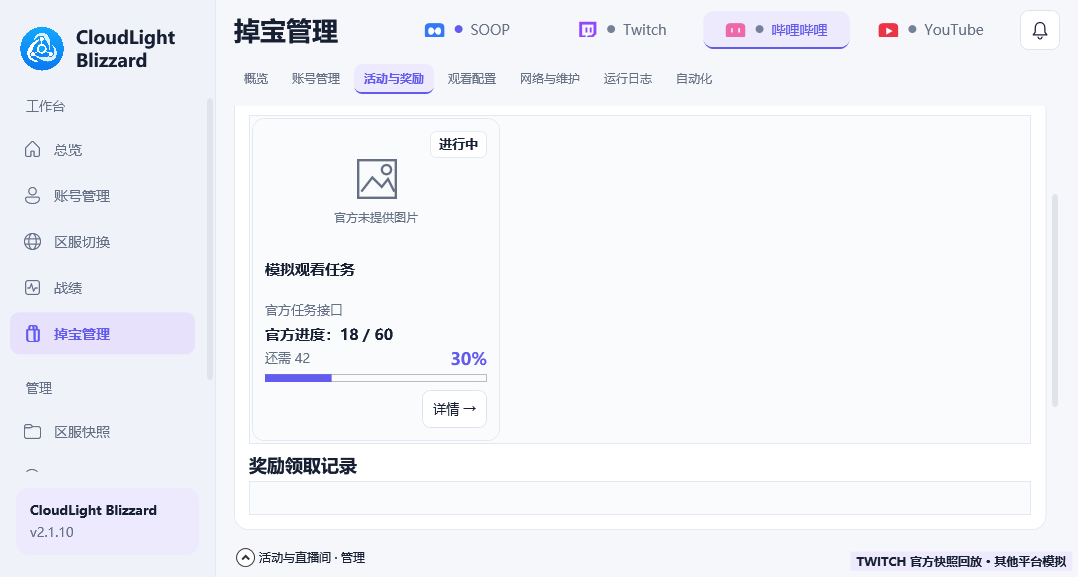 CloudLight
Blizzard
工作台
总览
账号管理
区服切换
战绩
掉宝管理
管理
区服快照
CloudLight Blizzard
v2.1.10
掉宝管理
SOOP
Twitch
哔哩哔哩
YouTube
概览
账号管理
活动与奖励
观看配置
网络与维护
运行日志
自动化
进行中
官方未提供图片
模拟观看任务
官方任务接口
官方进度：18 / 60
还需 42
30%
详情 →
奖励领取记录
活动与直播间 · 管理
TWITCH 官方快照回放 • 其他平台模拟